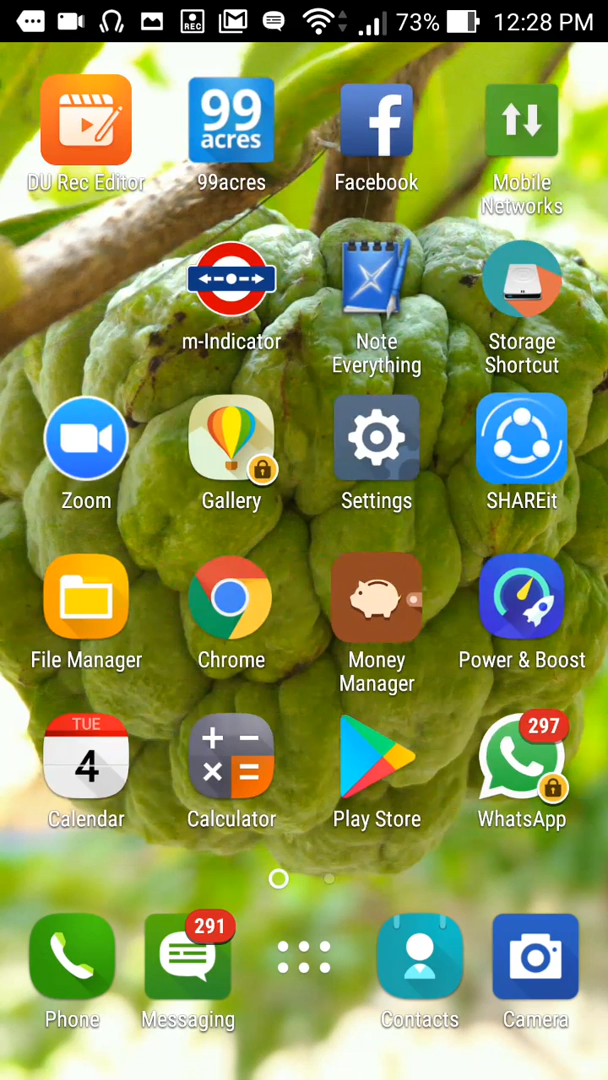 REC
73%
12:28 PM
99
acres
DU Rec Editor
99acres
Facebook
Mobile
Networks
m-Indicator
Note
Everything
Storage
Shortcut
Zoom
Gallery
Settings
SHAREit
File Manager
Chrome
Money
Manager
Power & Boost
TUE
4
297
Calendar
Calculator
Play Store
WhatsApp
291
Phone
Messaging
Contacts
Camera